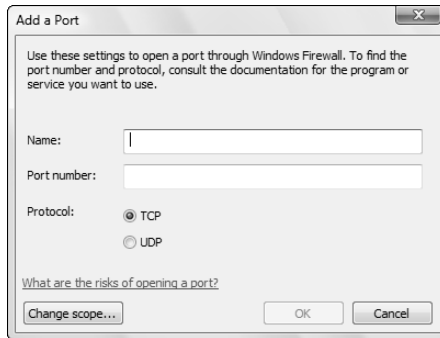 Add a Port
Use these settings to open a port through Windows Firewall. To find the
port number and protocol, consult the documentation for the program or
service you want to use.
Name:
Port number:
Protocol:
TCP
UDP
What are the risks of opening a port?
Change scope...
OK
Cancel